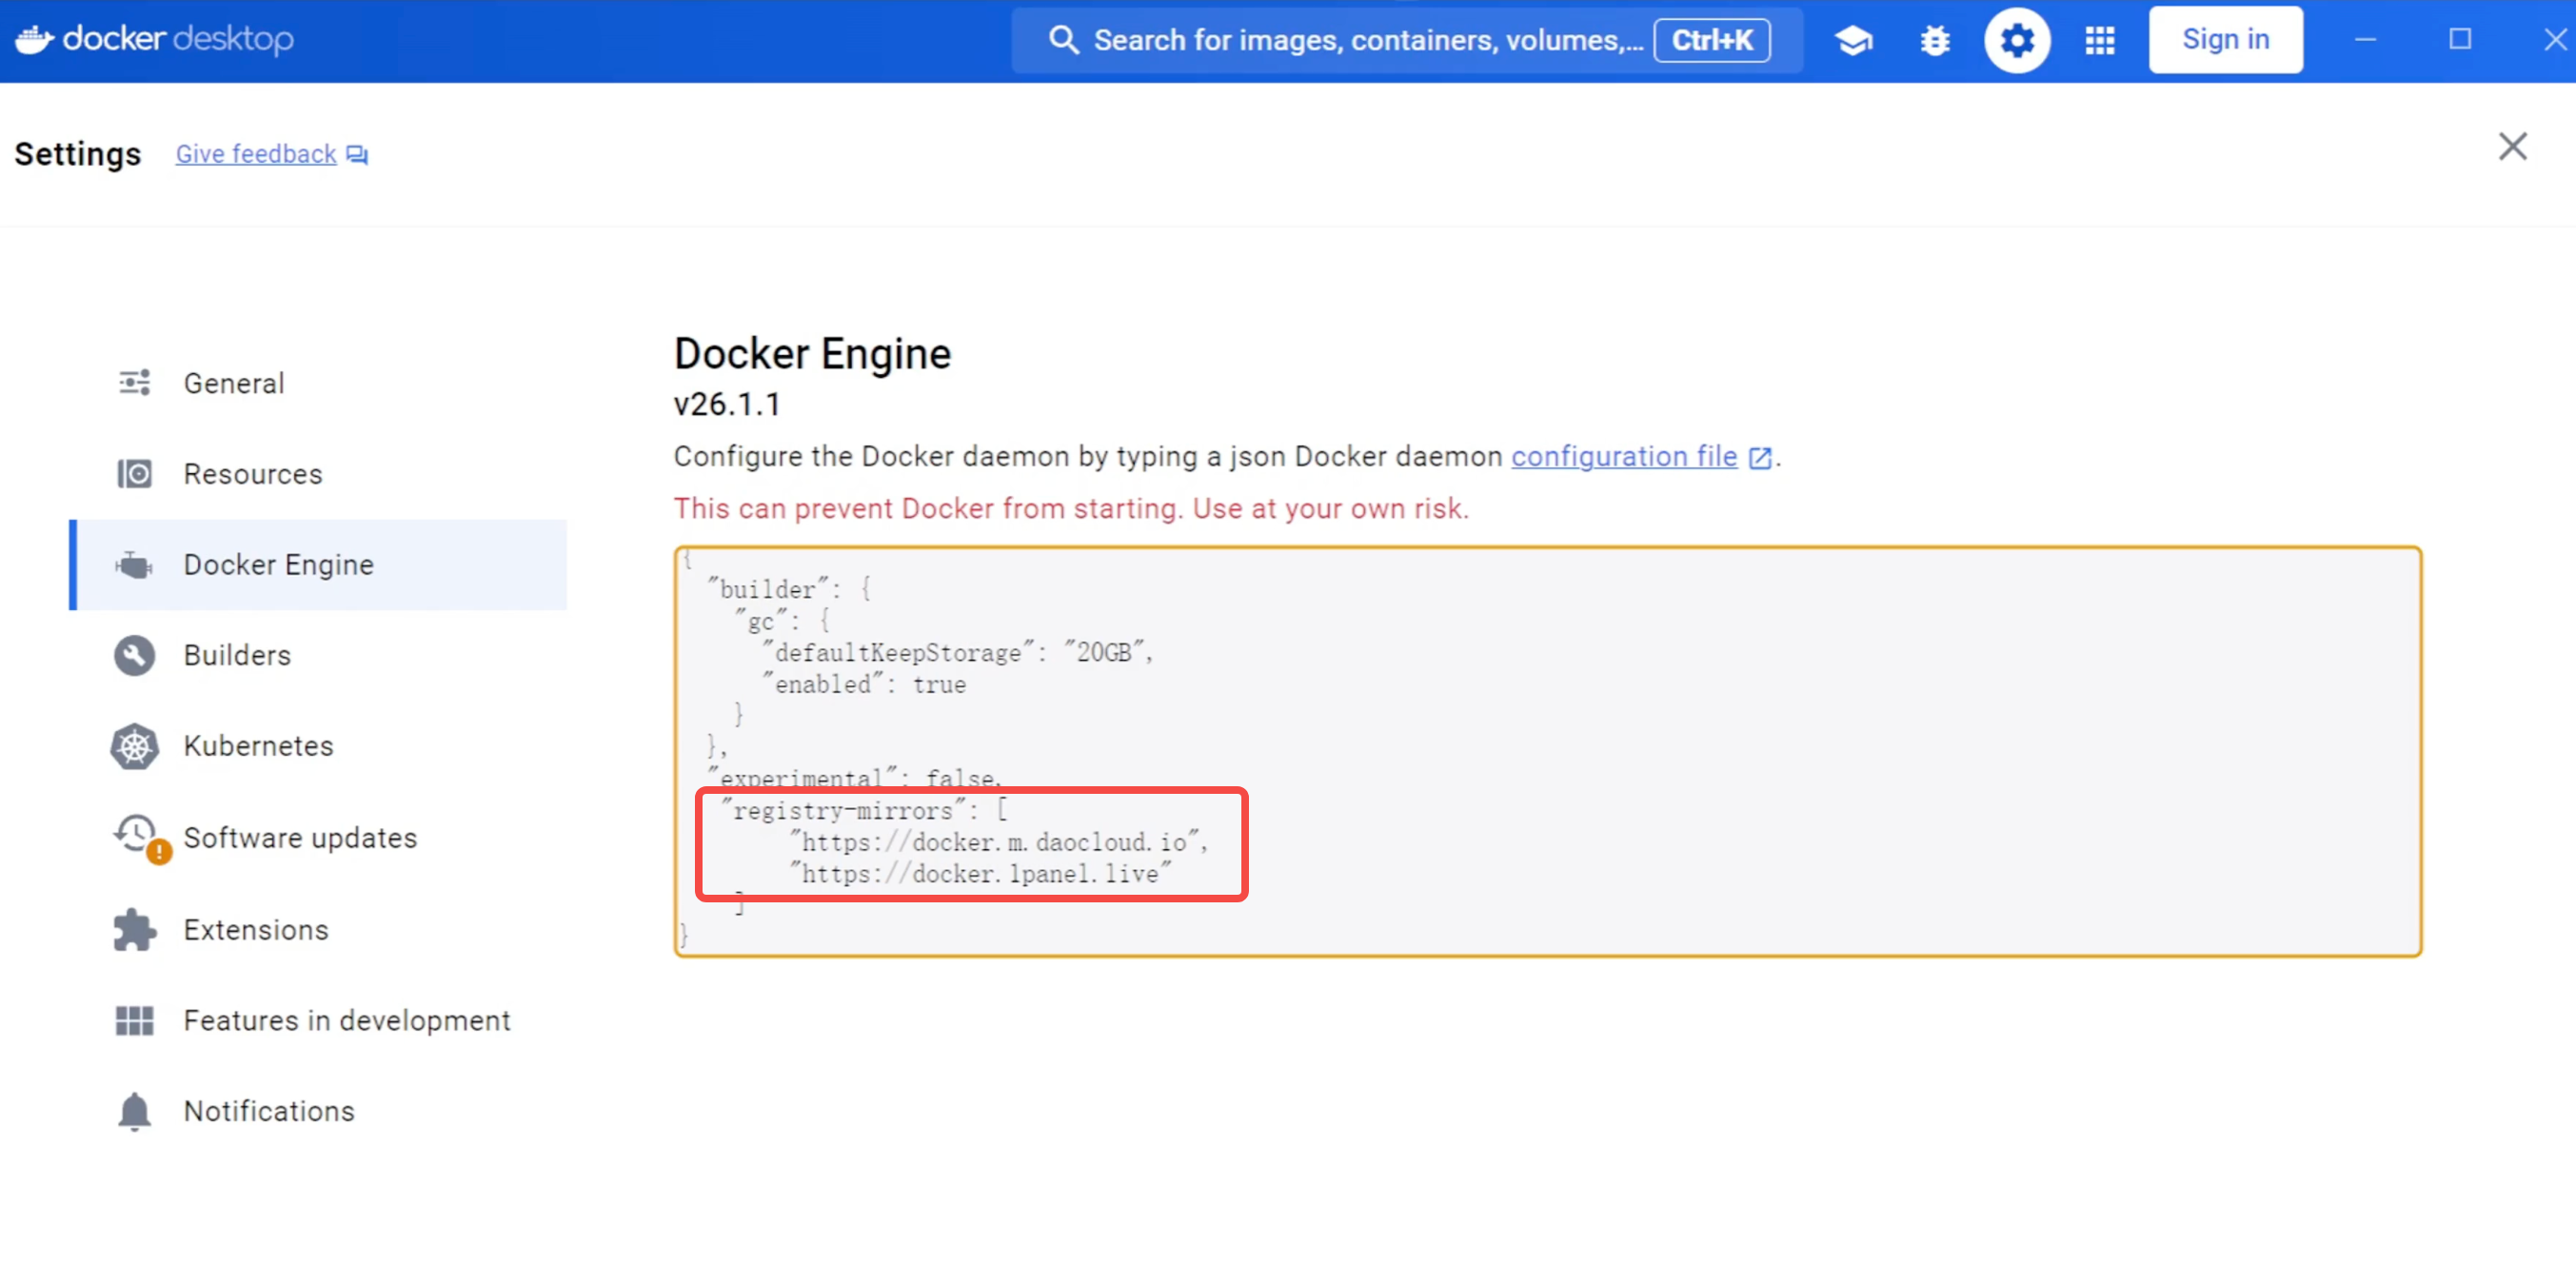 docker desktop
Search for images, containers, volumes,... Ctrl+K
Sign in
Settings Give feedback
General
Resources
Docker Engine
Builders
Kubernetes
Software updates
Extensions
Features in development
Notifications
Docker Engine
v26.1.1
Configure the Docker daemon by typing a json Docker daemon configuration file.
This can prevent Docker from starting. Use at your own risk.
{
"builder": {
"gc": {
"defaultKeepStorage": "20GB",
"enabled": true
}
},
"experimental": false,
"registry-mirrors": [
"https://docker.m.daocloud.io",
"https://docker.1panel.live"
]
}